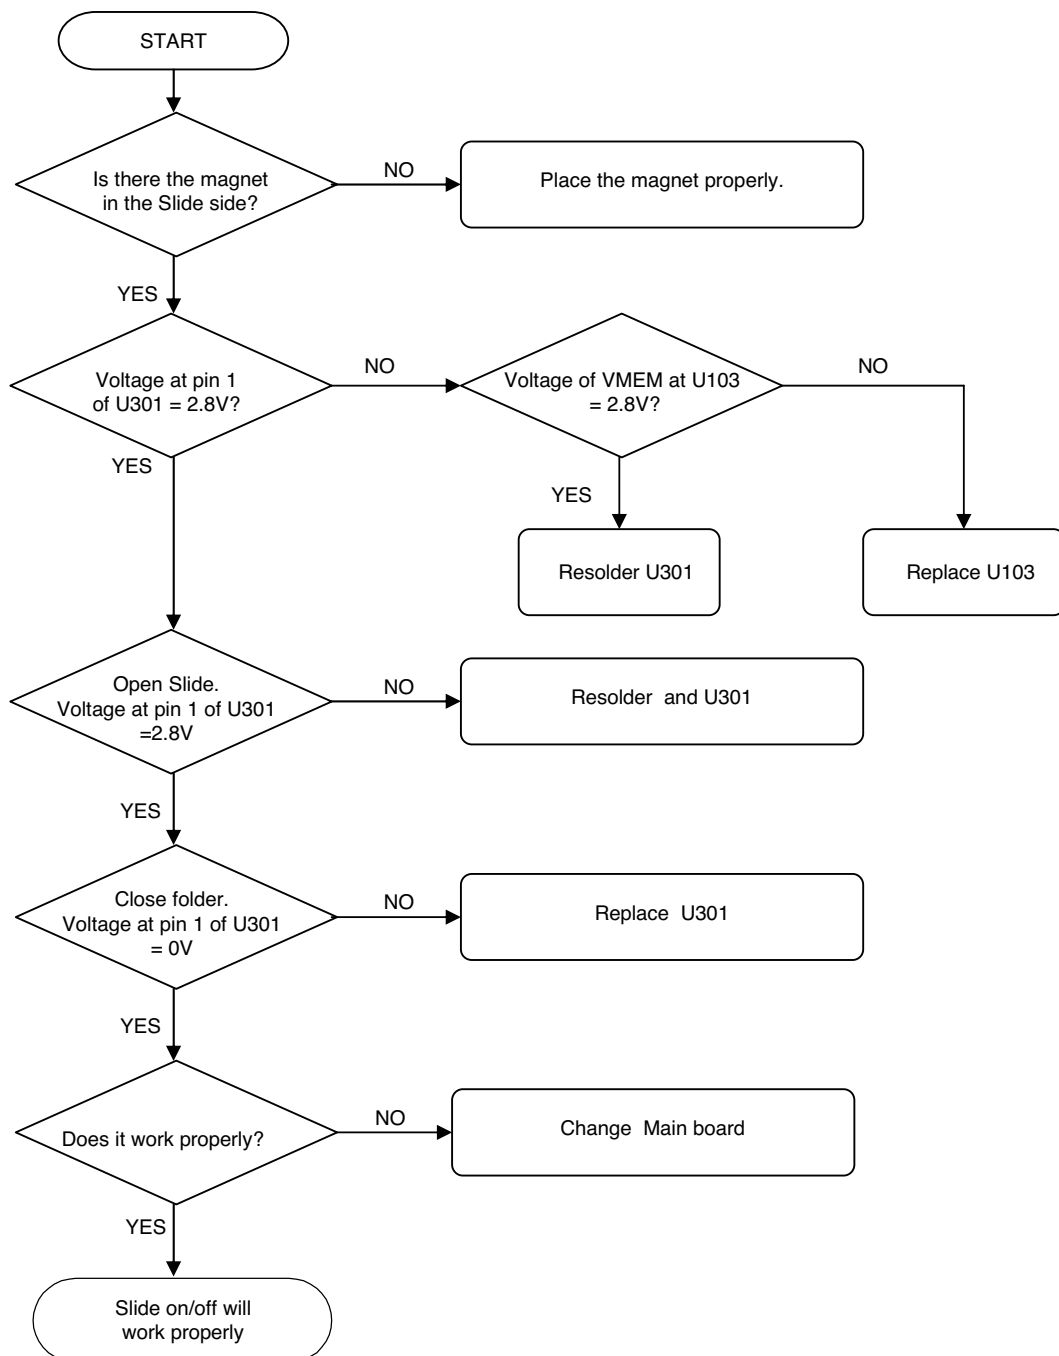 START
Is there the magnet
in the Slide side?
NO
Place the magnet properly.
YES
Voltage at pin 1
of U301 = 2.8V?
NO
Voltage of VMEM at U103
= 2.8V?
NO
YES
YES
Resolder U301
Replace U103
Open Slide.
Voltage at pin 1 of U301
=2.8V
NO
Resolder and U301
YES
Close folder.
Voltage at pin 1 of U301
= 0V
NO
Replace U301
YES
Does it work properly?
NO
Change Main board
YES
Slide on/off will
work properly